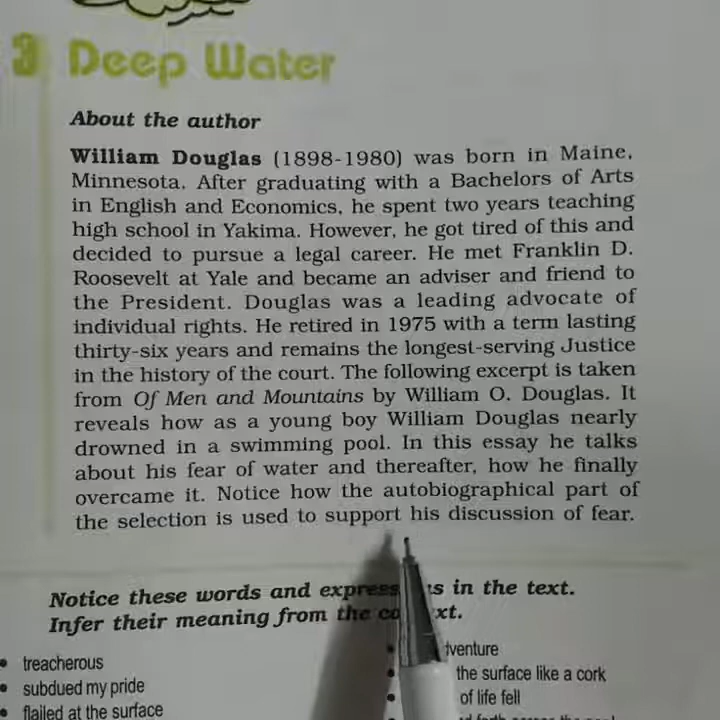 3 Deep Water
About the author
William Douglas (1898-1980) was born in Maine,
Minnesota. After graduating with a Bachelors of Arts
in English and Economics, he spent two years teaching
high school in Yakima. However, he got tired of this and
decided to pursue a legal career. He met Franklin D.
Roosevelt at Yale and became an adviser and friend to
the President. Douglas was a leading advocate of
individual rights. He retired in 1975 with a term lasting
thirty-six years and remains the longest-serving Justice
in the history of the court. The following excerpt is taken
from Of Men and Mountains by William O. Douglas. It
reveals how as a young boy William Douglas nearly
drowned in a swimming pool. In this essay he talks
about his fear of water and thereafter, how he finally
overcame it. Notice how the autobiographical part of
the selection is used to support his discussion of fear.
Notice these words and in the text.
Infer their meaning from the
• treacherous
• subdued my pride
• the surface like a cork
• flailed at the surface
• of life fell